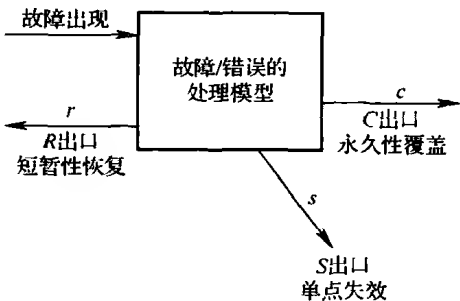 故障出现
故障/错误的
处理模型
r
R出口
短暂性恢复
c
C出口
永久性覆盖
s
S出口
单点失效